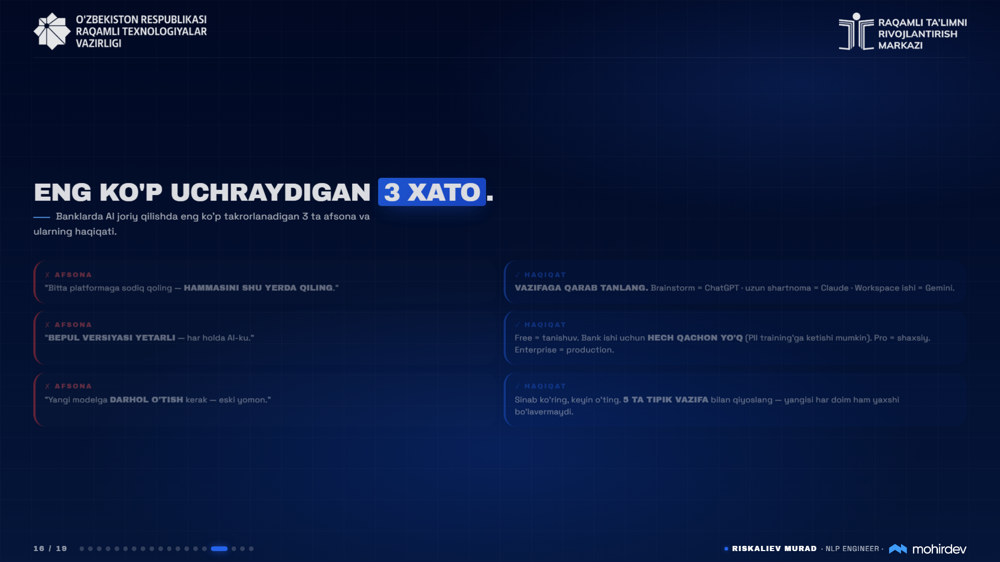 O'ZBEKISTON RESPUBLIKASI
RAQAMLI TEXNOLOGIYALAR
VAZIRLIGI
RAQAMLI TA'LIMNI
RIVOJLANTIRISH
MARKAZI
ENG KO'P UCHRAYDIGAN 3 XATO.
Banklarda AI joriy qilishda eng ko'p takrorlanadigan 3 ta afsona va
ularning haqiqati.
✗ AFSONA
"Bitta platformaga sodiq qoling — HAMMASINI SHU YERDA QILING."
✓ HAQIQAT
VAZIFAGA QARAB TANLANG. Brainstorm = ChatGPT · uzun shartnoma = Claude · Workspace ishi = Gemini.
✗ AFSONA
"BEPUL VERSIYASI YETARLI — har holda AI-ku."
✓ HAQIQAT
Free = tanishuv. Bank ishi uchun HECH QACHON YO'Q (PII training'ga ketishi mumkin). Pro = shaxsiy.
Enterprise = production.
✗ AFSONA
"Yangi modelga DARHOL O'TISH kerak — eski yomon."
✓ HAQIQAT
Sinab ko'ring, keyin o'ting. 5 TA TIPIK VAZIFA bilan qiyoslang — yangisi har doim ham yaxshi
bo'lavermaydi.
16 / 19
RISKALIEV MURAD · NLP ENGINEER ·
mohirdev